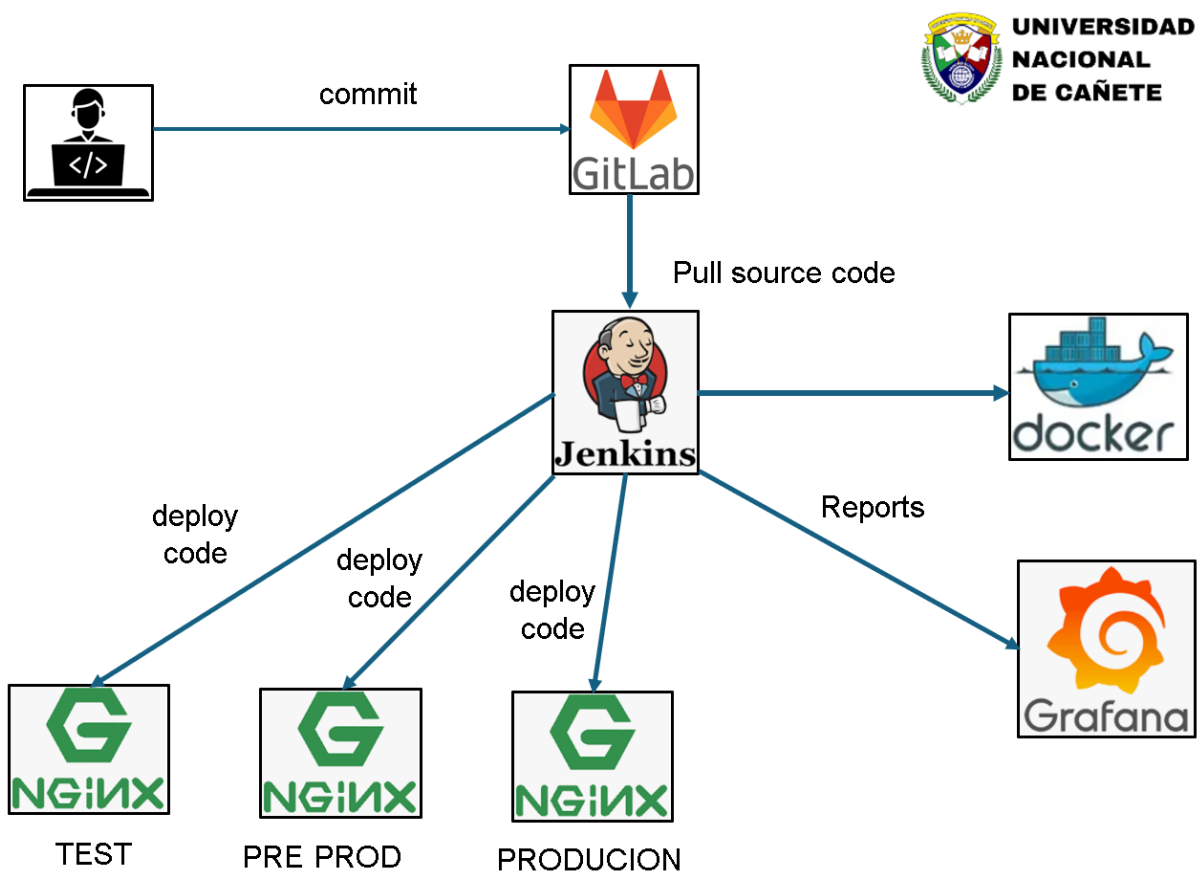 UNIVERSIDAD
NACIONAL
DE CAÑETE
commit
</>
GitLab
Pull source code
Jenkins
docker
deploy
code
deploy
code
deploy
code
Reports
Grafana
NGiNX
NGiNX
NGiNX
TEST
PRE PROD
PRODUCION